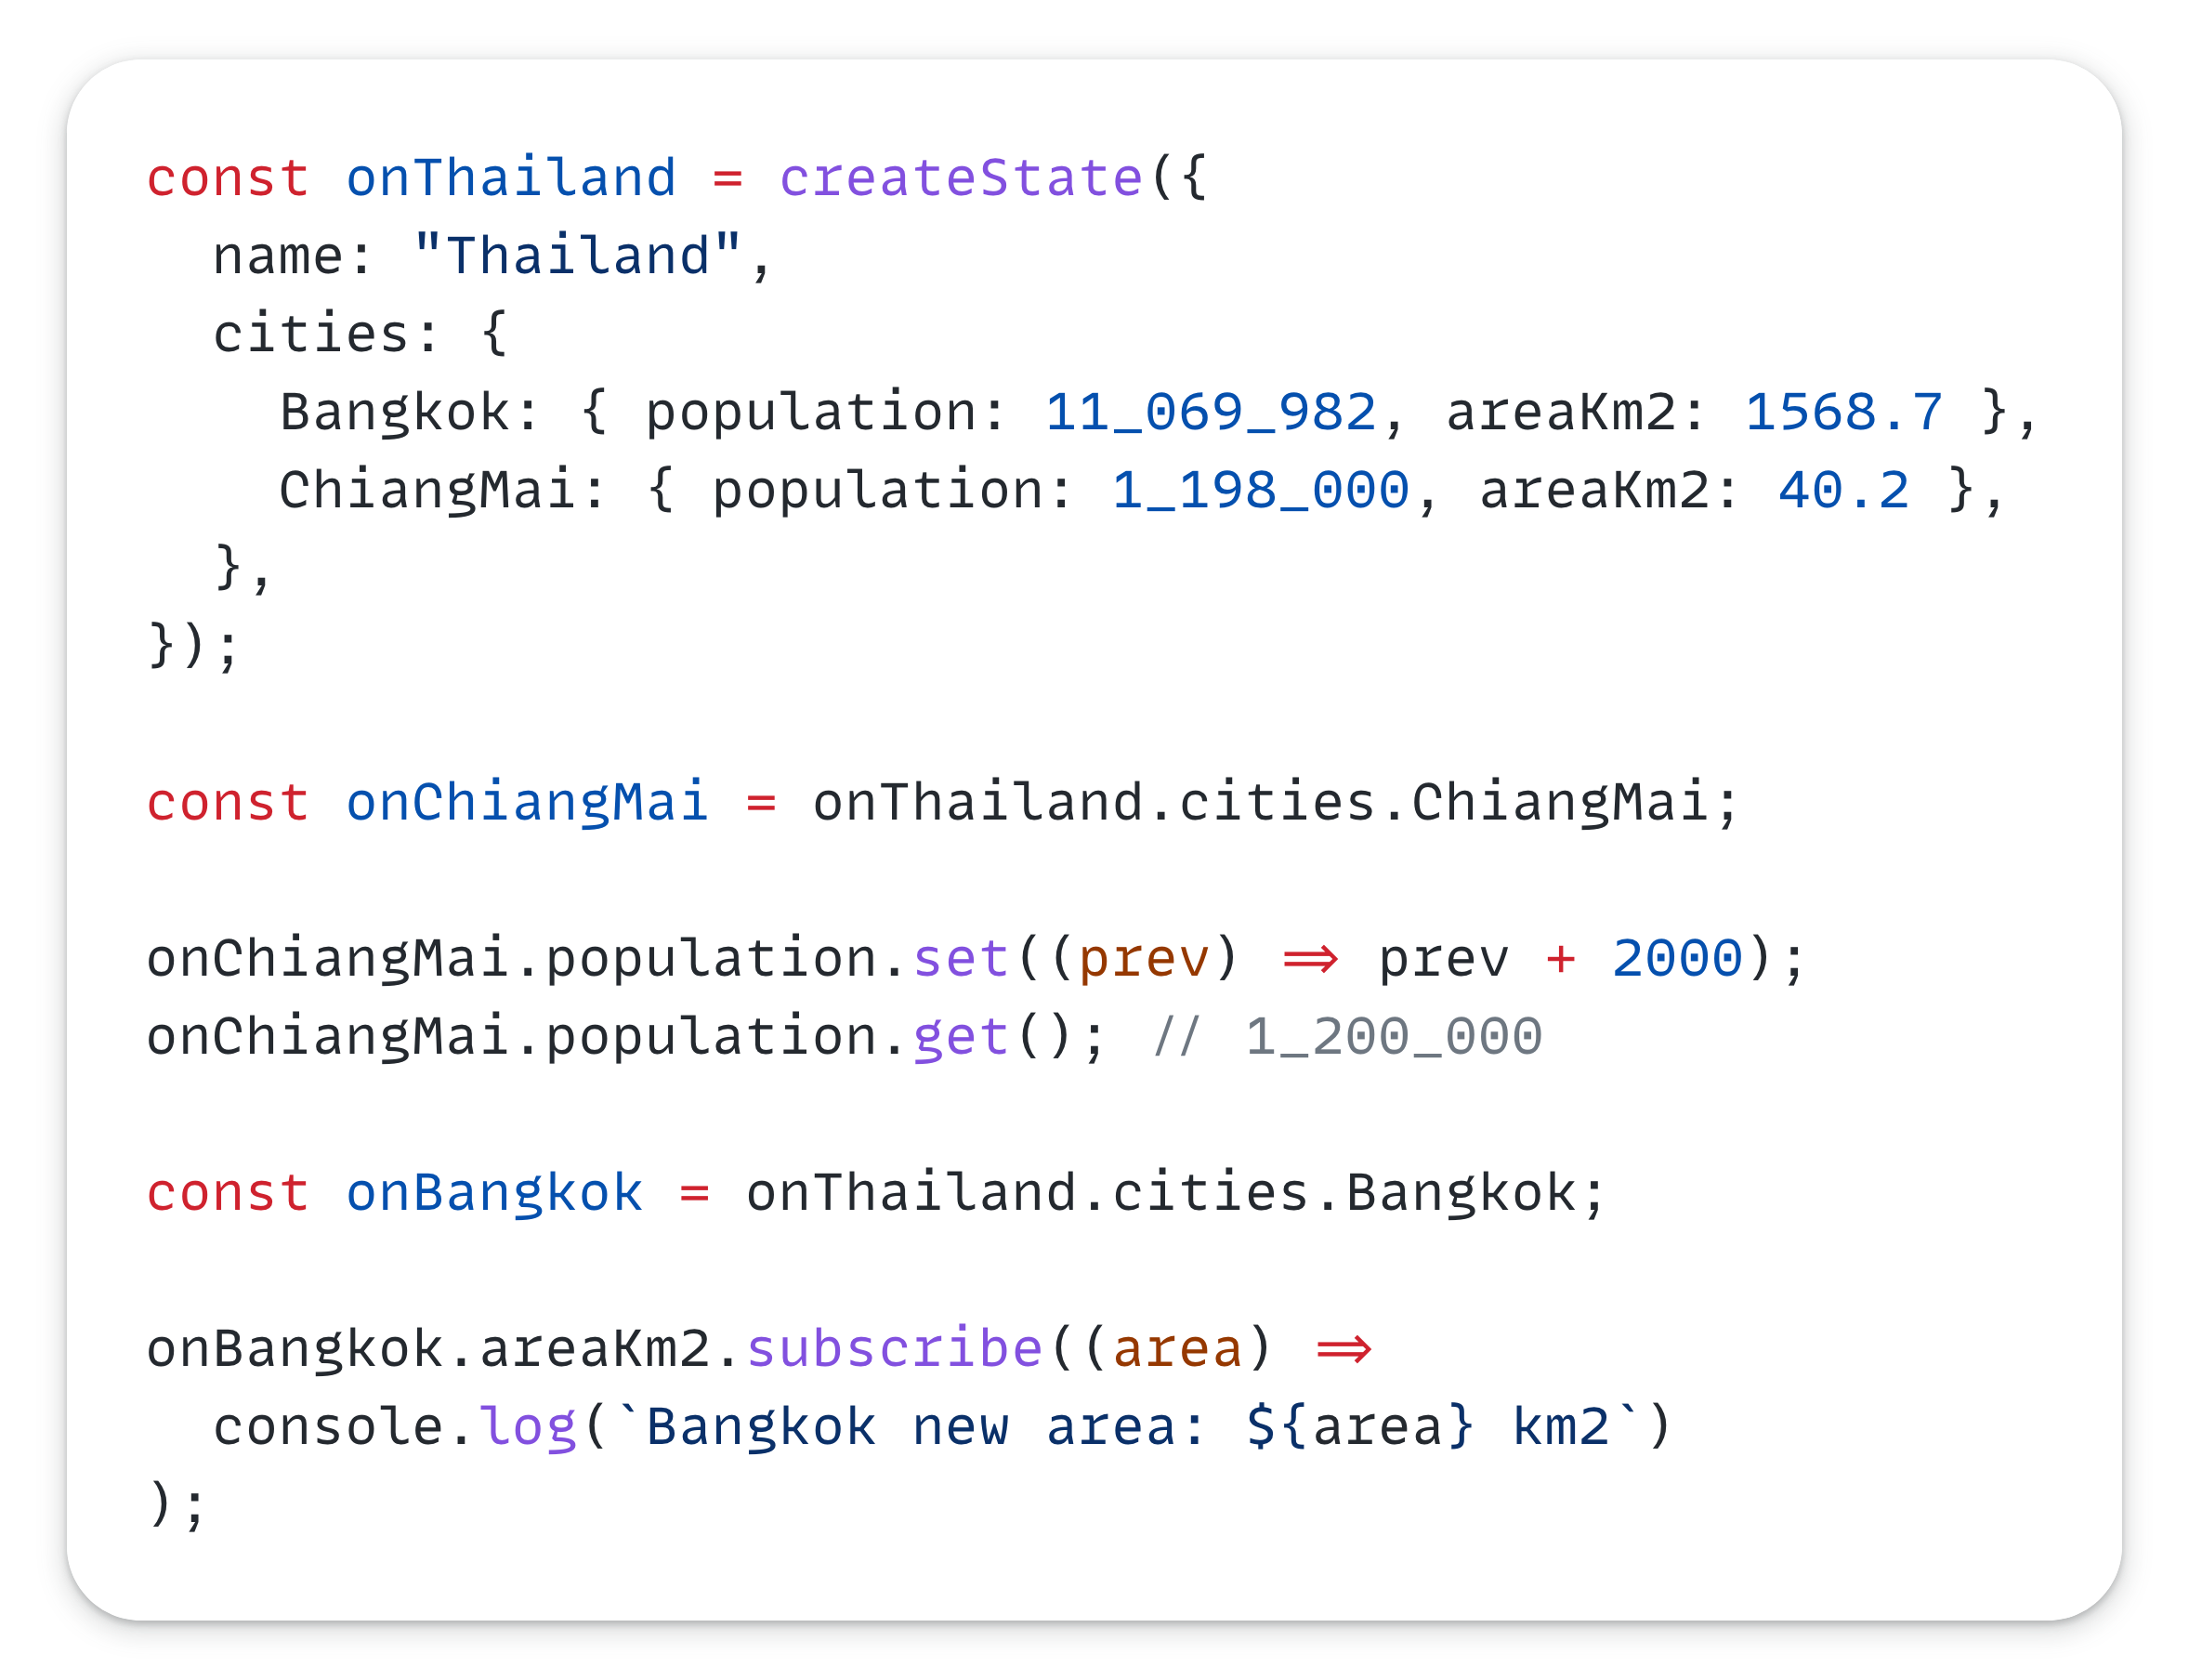 const onThailand = createState({
  name: "Thailand",
  cities: {
    Bangkok: { population: 11_069_982, areaKm2: 1568.7 },
    ChiangMai: { population: 1_198_000, areaKm2: 40.2 },
  },
});

const onChiangMai = onThailand.cities.ChiangMai;

onChiangMai.population.set((prev) => prev + 2000);
onChiangMai.population.get(); // 1_200_000

const onBangkok = onThailand.cities.Bangkok;

onBangkok.areaKm2.subscribe((area) =>
  console.log(`Bangkok new area: ${area} km2`)
);